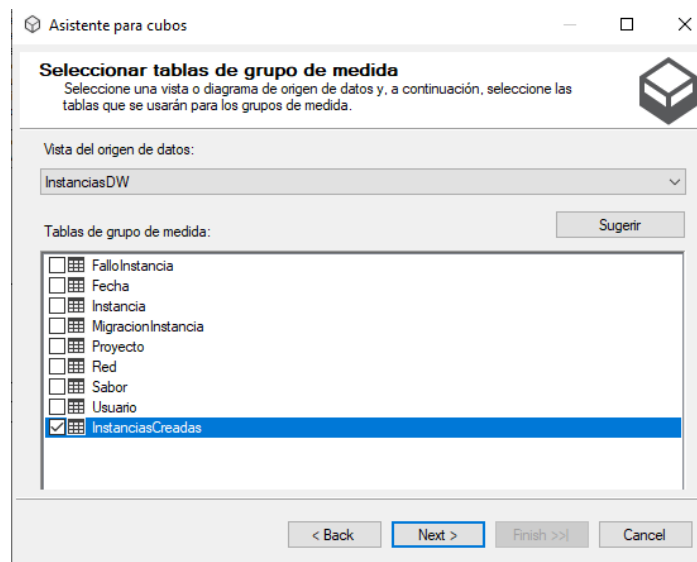 Asistente para cubos
Seleccionar tablas de grupo de medida
Seleccione una vista o diagrama de origen de datos y, a continuación, seleccione las
tablas que se usarán para los grupos de medida.
Vista del origen de datos:
InstanciasDW
Tablas de grupo de medida:
Sugerir
FalloInstancia
Fecha
Instancia
MigracionInstancia
Proyecto
Red
Sabor
Usuario
InstanciasCreadas
< Back
Next >
Finish >>|
Cancel